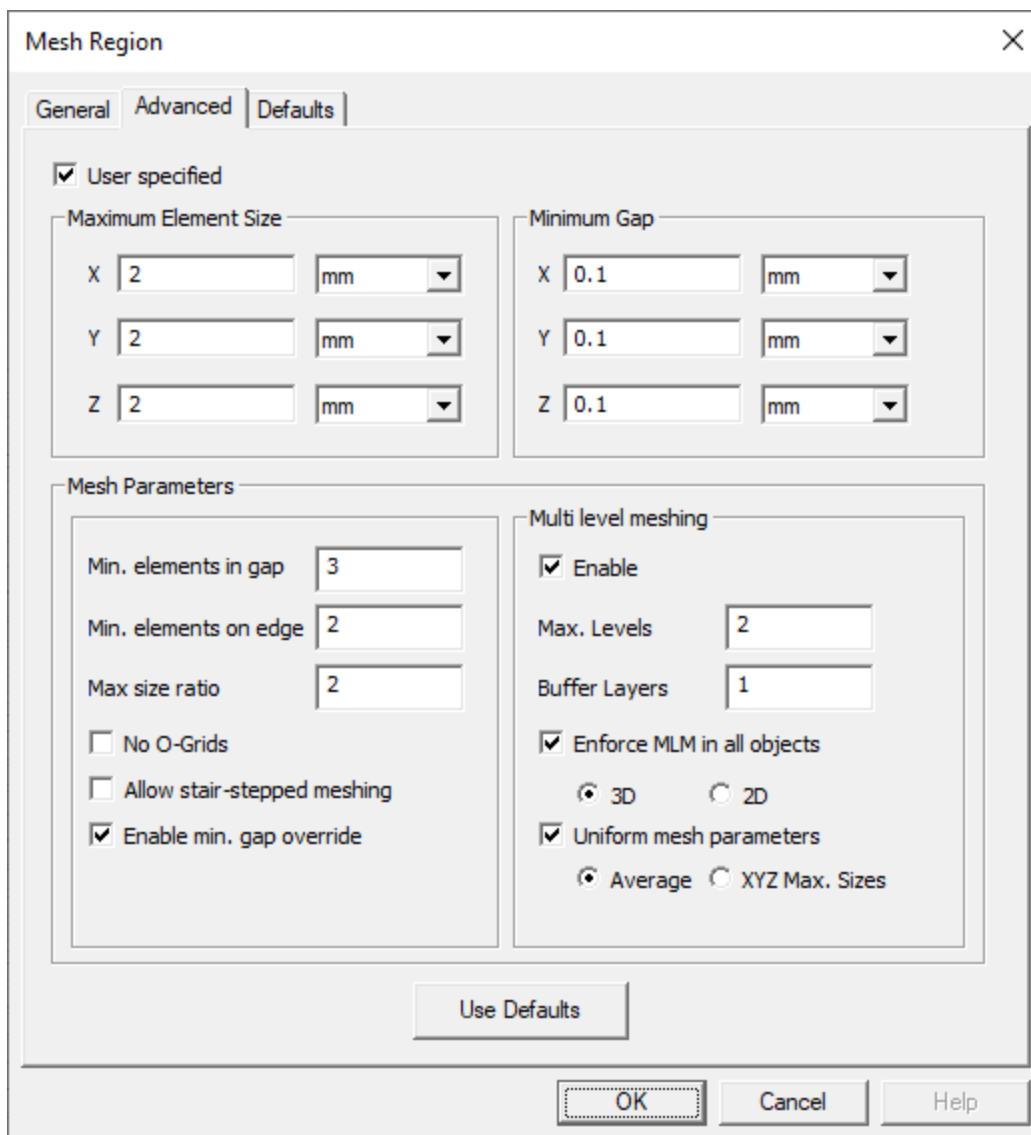 Mesh Region
General Advanced Defaults
User specified
Maximum Element Size
X 2 mm
Y 2 mm
Z 2 mm
Minimum Gap
X 0.1 mm
Y 0.1 mm
Z 0.1 mm
Mesh Parameters
Min. elements in gap 3
Min. elements on edge 2
Max size ratio 2
No O-Grids
Allow stair-stepped meshing
Enable min. gap override
Multi level meshing
Enable
Max. Levels 2
Buffer Layers 1
Enforce MLM in all objects
3D 2D
Uniform mesh parameters
Average XYZ Max. Sizes
Use Defaults
OK Cancel Help